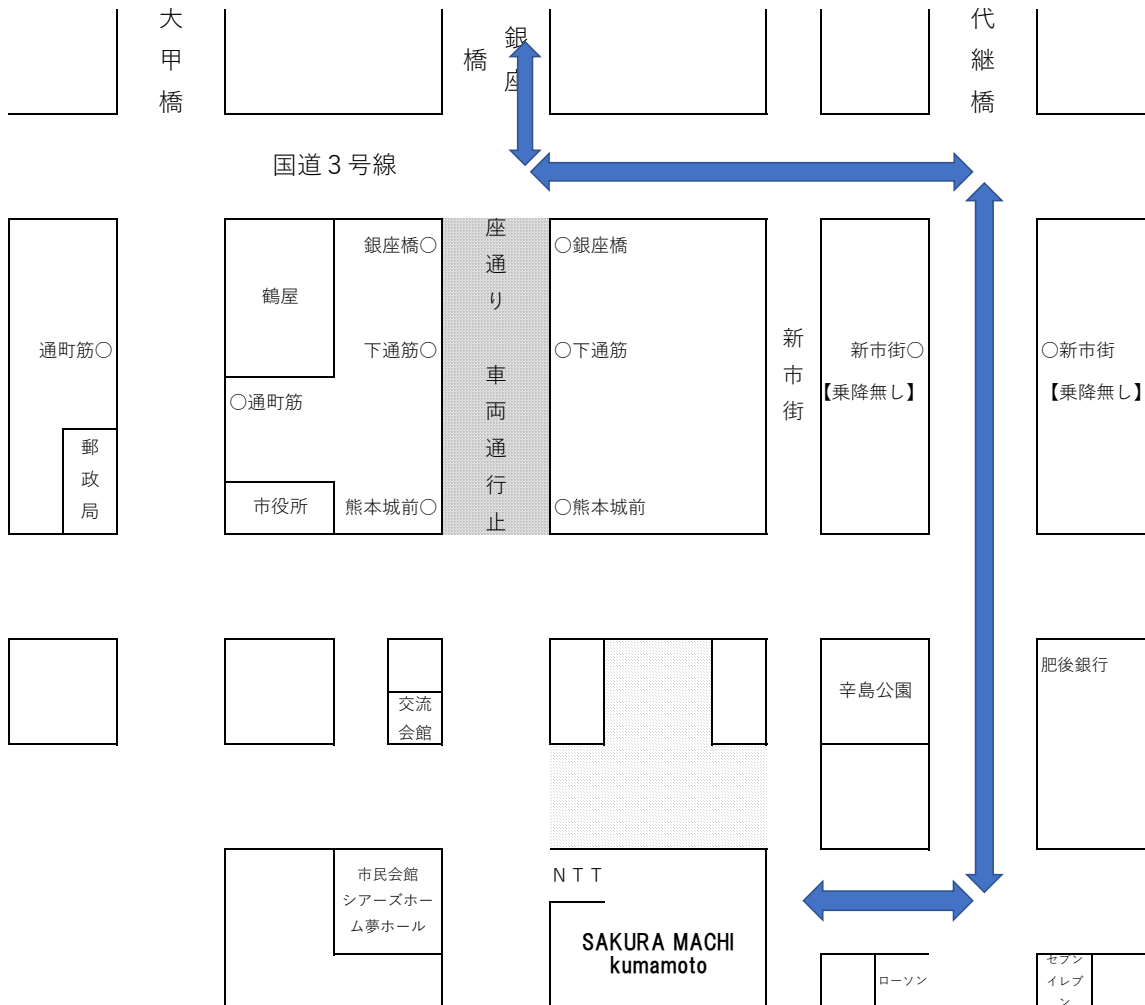 大甲橋
銀座
橋
代継橋
国道3号線
銀座橋○
座通り 車両通行止
○銀座橋
鶴屋
通町筋○
下通筋○
○下通筋
新市街
新市街○
【乗降無し】
○新市街
【乗降無し】
○通町筋
郵政局
市役所
熊本城前○
○熊本城前
交流
会館
辛島公園
肥後銀行
市民会館
シアーズホー
ム夢ホール
NTT
SAKURA MACHI
kumamoto
ローソン
セブン
イレブ
ン